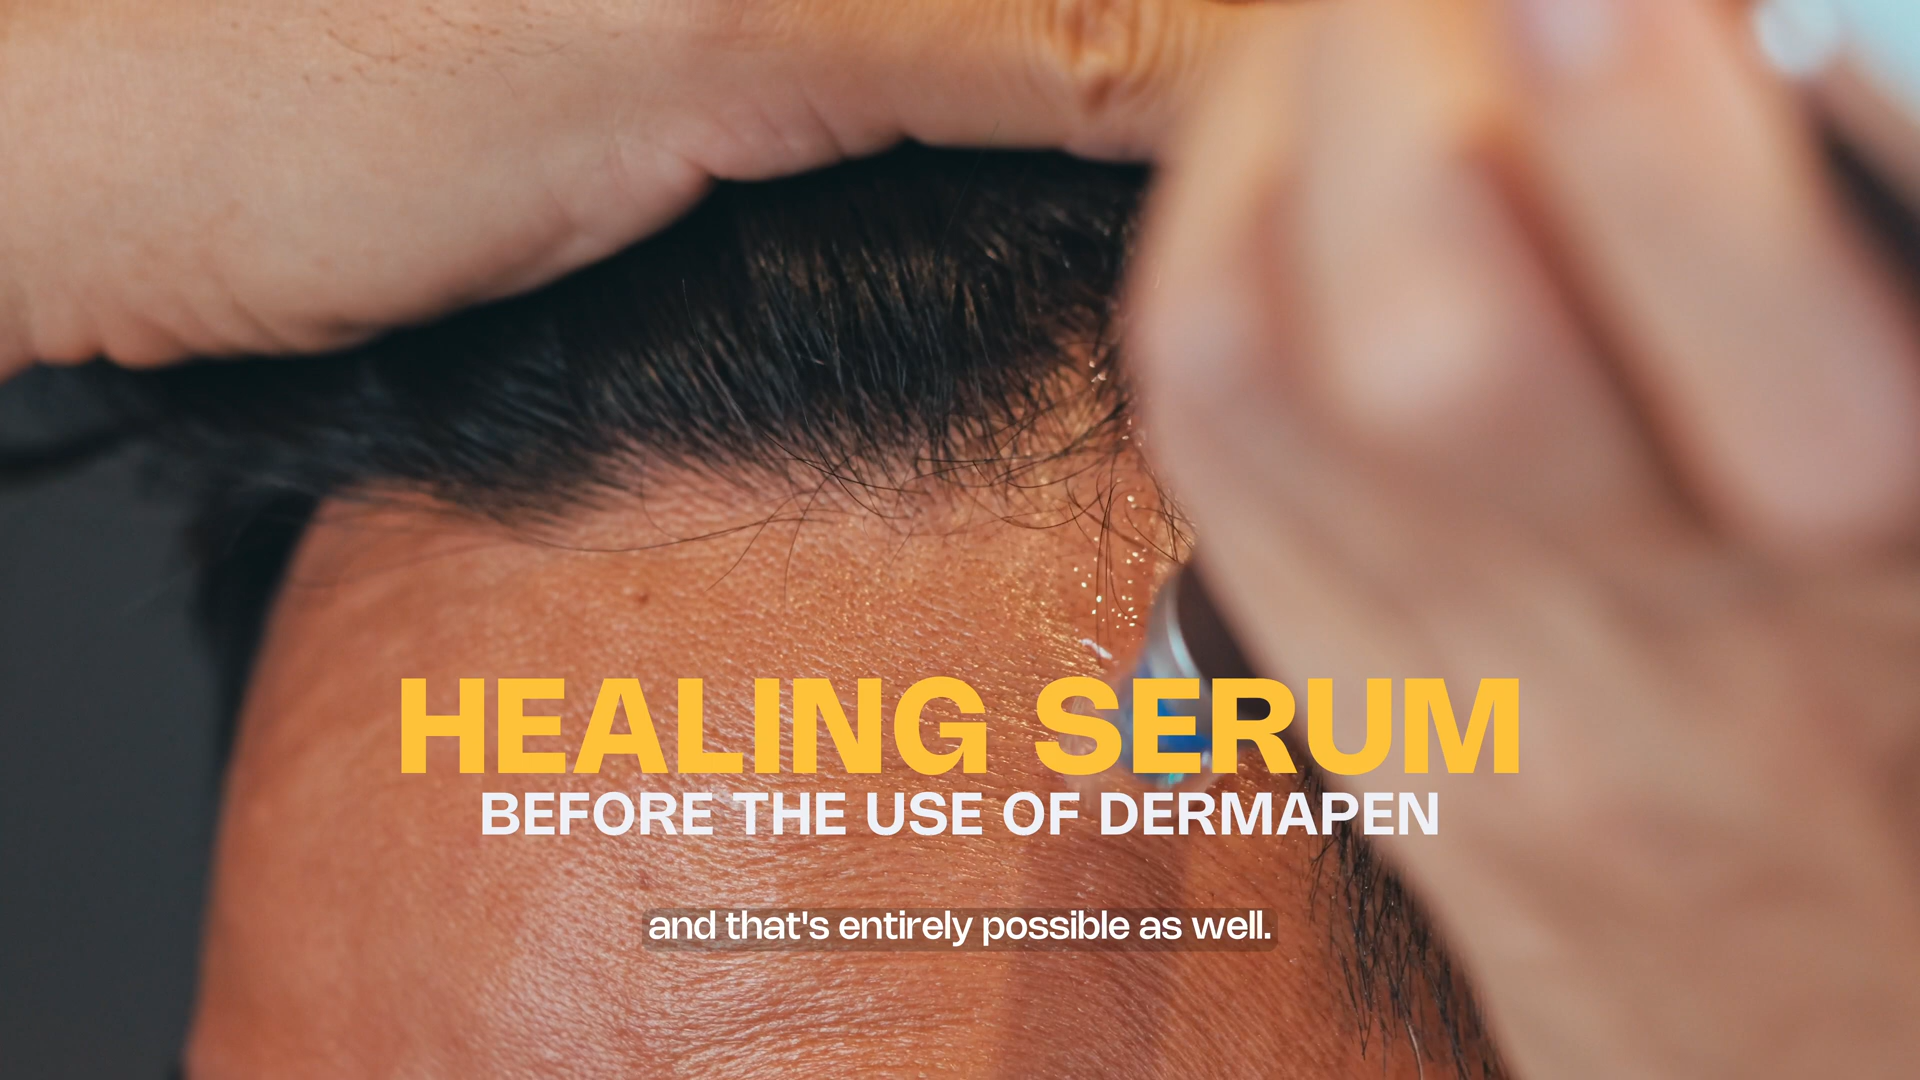 HEALING SERUM
BEFORE THE USE OF DERMAPEN
and that's entirely possible as well.